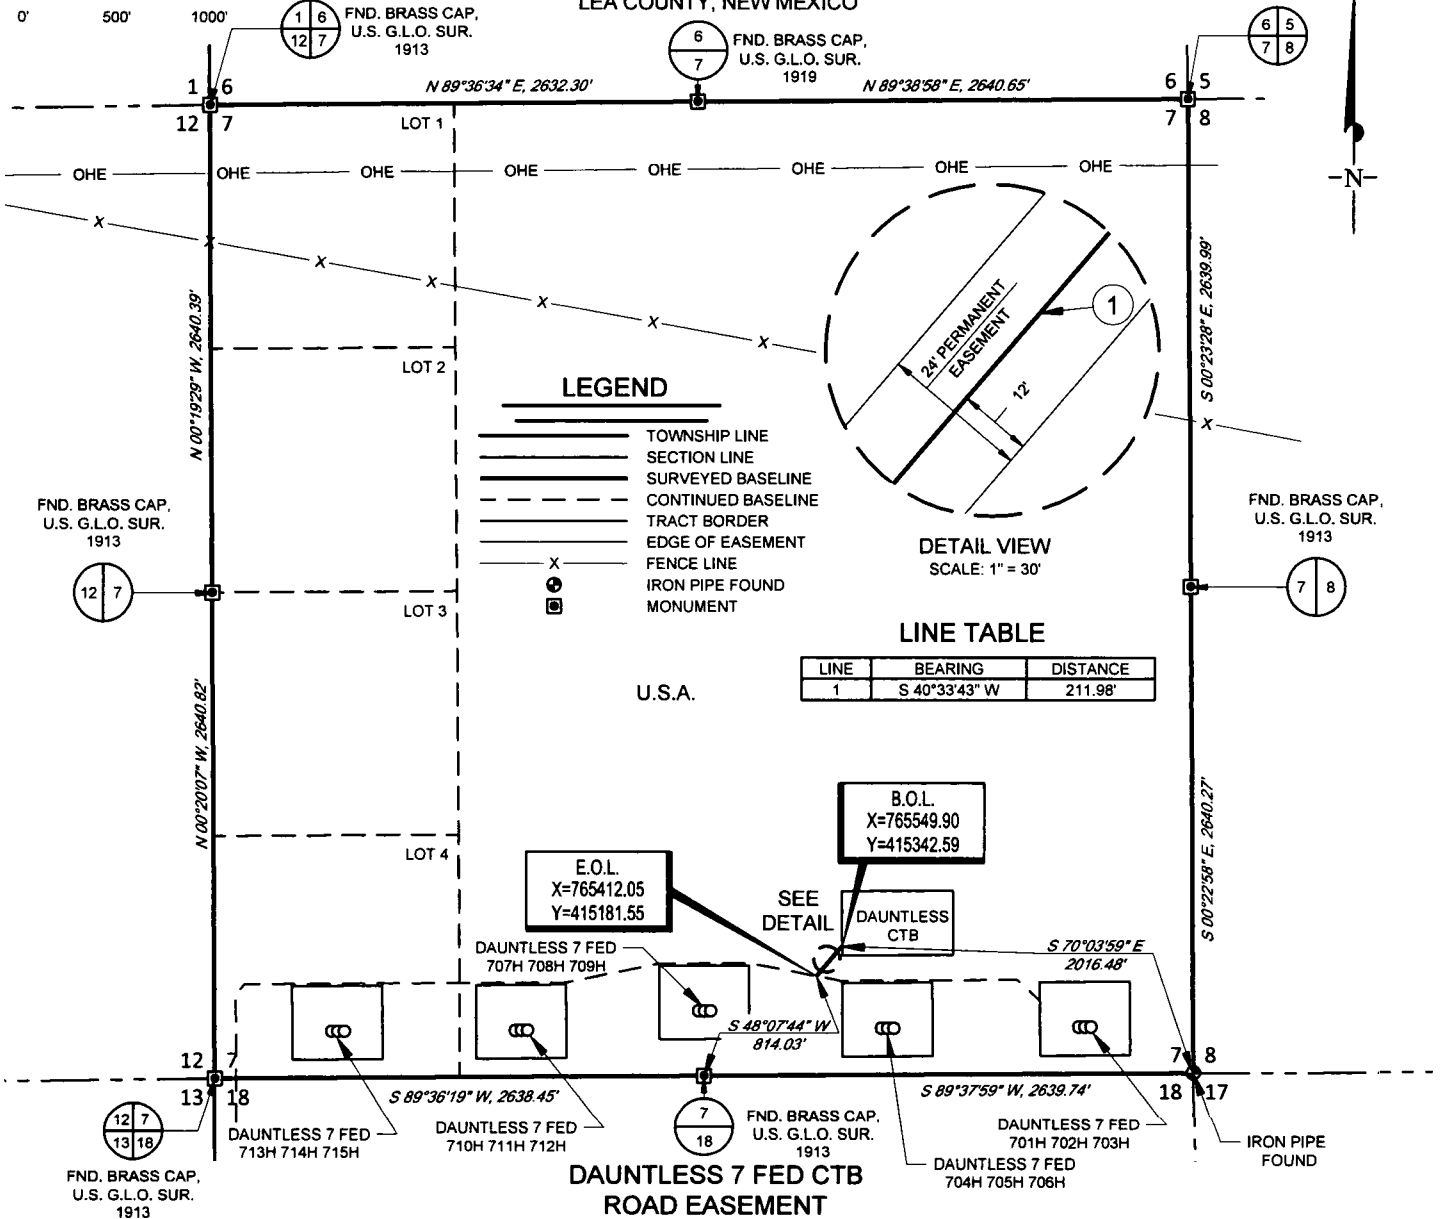 LEA COUNTY, NEW MEXICO
0' 500' 1000'
1 6
12 7
FND. BRASS CAP,
U.S. G.L.O. SUR.
1913
6
7
FND. BRASS CAP,
U.S. G.L.O. SUR.
1919
6 5
7 8
N 89°36'34" E, 2632.30'
N 89°38'58" E, 2640.65'
1 6
12 7
6 5
7 8
LOT 1
OHE OHE OHE OHE OHE OHE OHE OHE
-N-
X X X X X X X
N 00°19'29" W, 2640.39'
S 00°23'28" E, 2639.99'
24' PERMANENT
EASEMENT
12'
1
X
LOT 2
LEGEND
TOWNSHIP LINE
SECTION LINE
SURVEYED BASELINE
CONTINUED BASELINE
TRACT BORDER
EDGE OF EASEMENT
X FENCE LINE
IRON PIPE FOUND
MONUMENT
DETAIL VIEW
SCALE: 1" = 30'
FND. BRASS CAP,
U.S. G.L.O. SUR.
1913
12 7
FND. BRASS CAP,
U.S. G.L.O. SUR.
1913
7 8
LOT 3
LINE TABLE
LINE BEARING DISTANCE
1 S 40°33'43" W 211.98'
U.S.A.
N 00°20'07" W, 2640.82'
S 00°22'58" E, 2640.27'
LOT 4
B.O.L.
X=765549.90
Y=415342.59
E.O.L.
X=765412.05
Y=415181.55
SEE
DETAIL
DAUNTLESS
CTB
S 70°03'59" E
2016.48'
DAUNTLESS 7 FED
707H 708H 709H
S 48°07'44" W
814.03'
12 7
13 18
7 8
18 17
S 89°36'19" W, 2638.45'
S 89°37'59" W, 2639.74'
12 7
13 18
FND. BRASS CAP,
U.S. G.L.O. SUR.
1913
DAUNTLESS 7 FED
713H 714H 715H
DAUNTLESS 7 FED
710H 711H 712H
7
18
FND. BRASS CAP,
U.S. G.L.O. SUR.
1913
DAUNTLESS 7 FED
704H 705H 706H
DAUNTLESS 7 FED
701H 702H 703H
IRON PIPE
FOUND
DAUNTLESS 7 FED CTB
ROAD EASEMENT